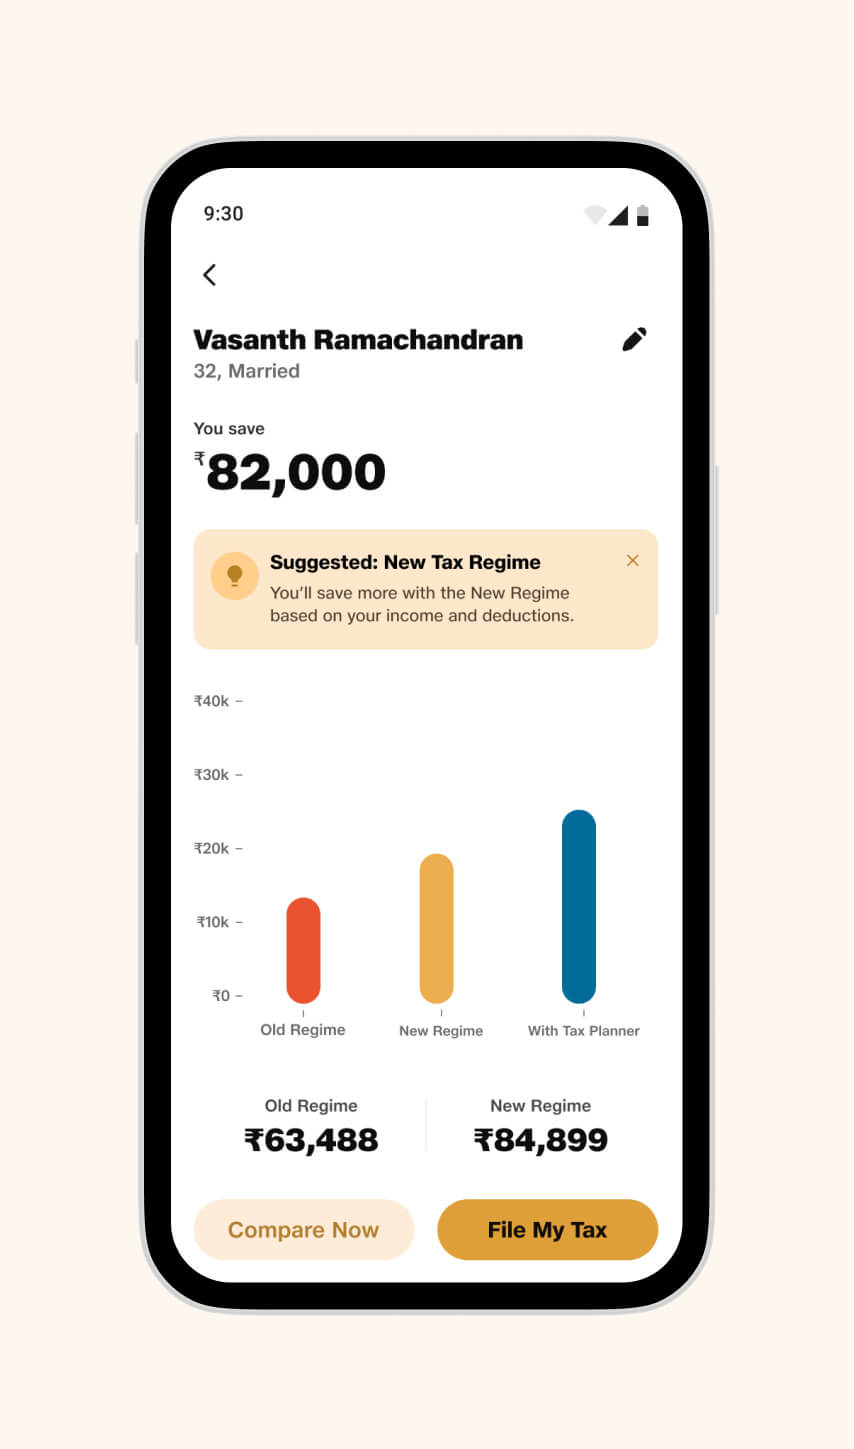 9:30
Vasanth Ramachandran
32, Married
You save
₹82,000
Suggested: New Tax Regime
You’ll save more with the New Regime
based on your income and deductions.
₹40k
₹30k
₹20k
₹10k
₹0
Old Regime New Regime With Tax Planner
Old Regime New Regime
₹63,488 ₹84,899
Compare Now File My Tax